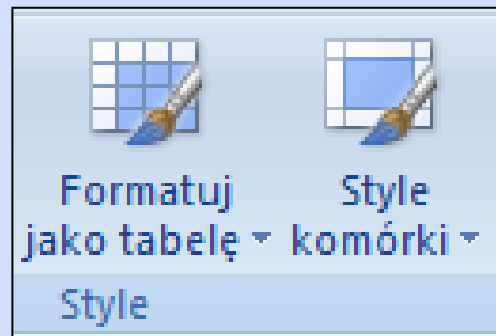 Formatuj
jako tabelę
Style
komórki
Style